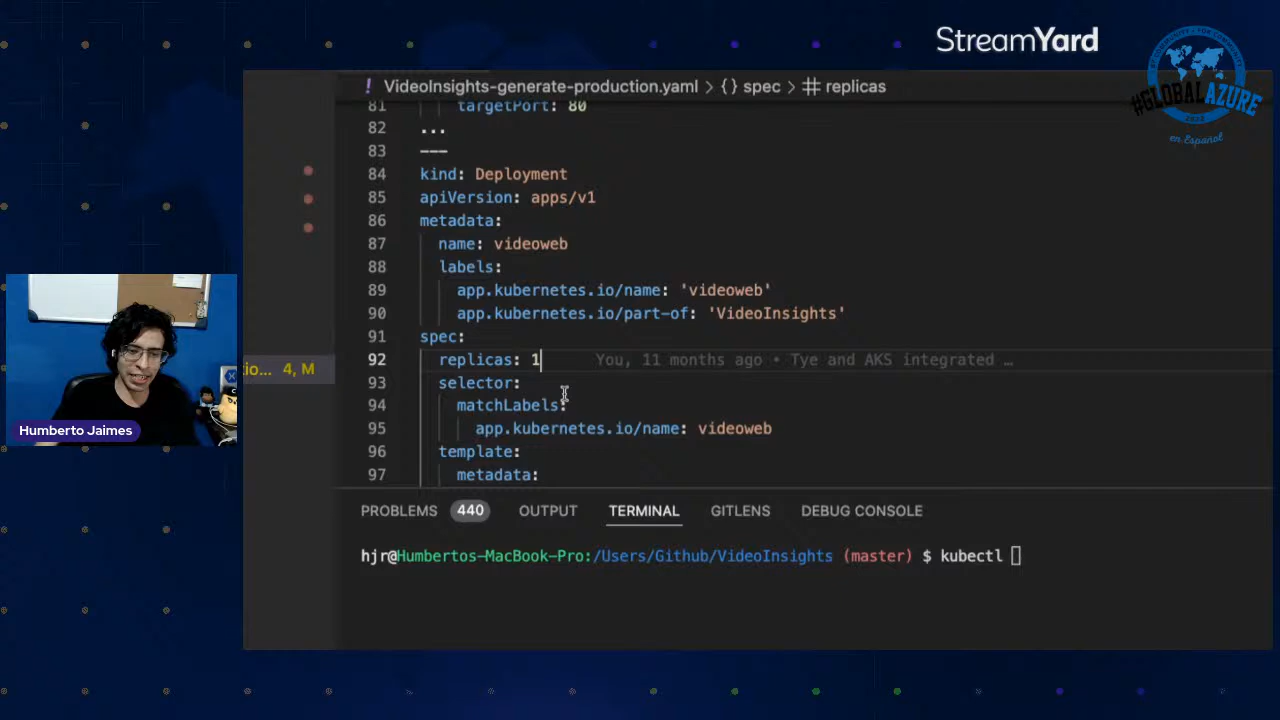 StreamYard
#GLOBALAZURE
2022
en Español
! VideoInsights-generate-production.yaml > {} spec > # replicas
81 targetPort: 80
82 ...
83 ---
84 kind: Deployment
85 apiVersion: apps/v1
86 metadata:
87 name: videoweb
88 labels:
89 app.kubernetes.io/name: 'videoweb'
90 app.kubernetes.io/part-of: 'VideoInsights'
91 spec:
92 replicas: 1 You, 11 months ago • Tye and AKS integrated …
93 selector:
94 matchLabels:
95 app.kubernetes.io/name: videoweb
96 template:
97 metadata:
tio... 4, M
Humberto Jaimes
PROBLEMS 440 OUTPUT TERMINAL GITLENS DEBUG CONSOLE
hjr@Humbertos-MacBook-Pro:/Users/Github/VideoInsights (master) $ kubectl